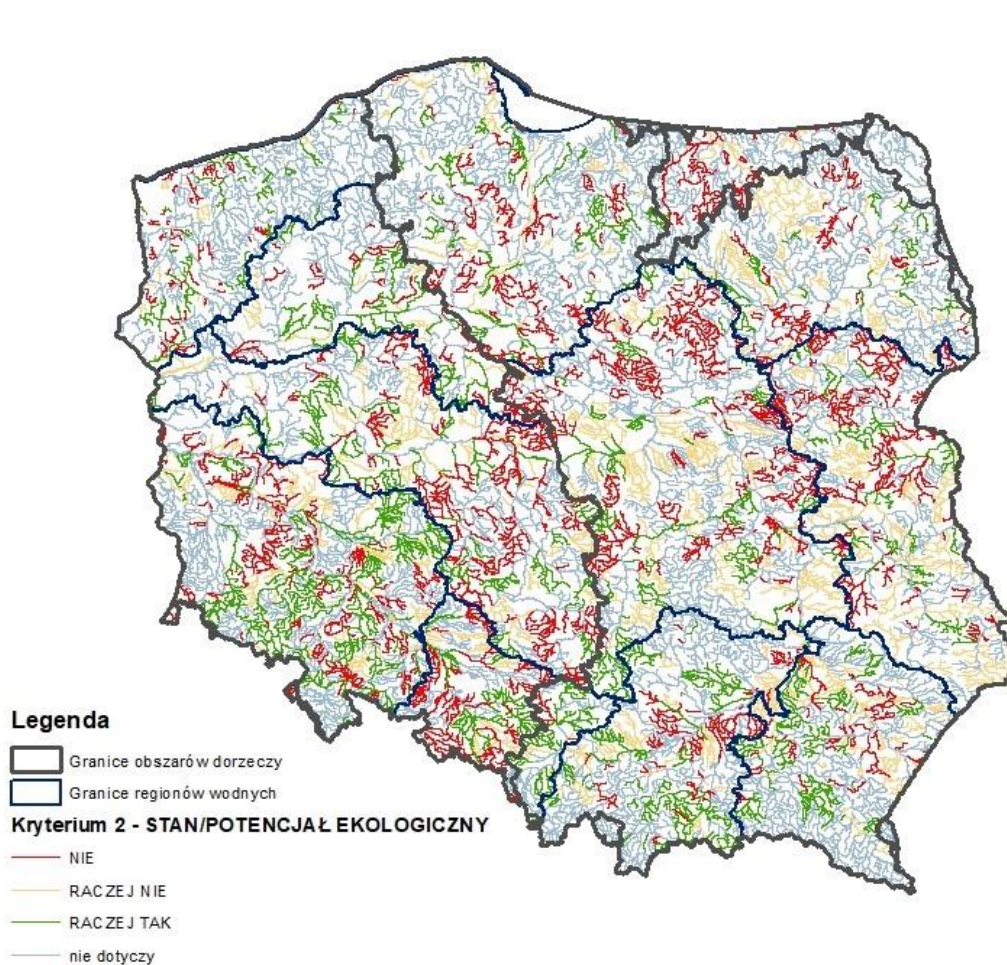 Legenda
Granice obszarów dorzeczy
Granice regionów wodnych
Kryterium 2 - STAN/POTENCJAŁ EKOLOGICZNY
NIE
RACZEJ NIE
RACZEJ TAK
nie dotyczy